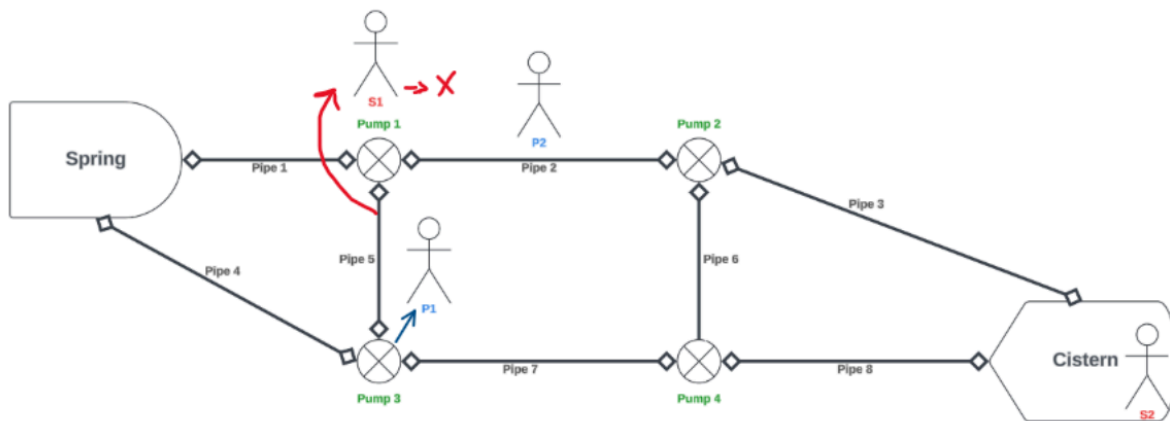 S1
X
Pump 1
P2
Pump 2
Spring
Pipe 1
Pipe 2
Pipe 3
Pipe 4
Pipe 5
P1
Pipe 6
Pump 3
Pipe 7
Pump 4
Pipe 8
Cistern
S2